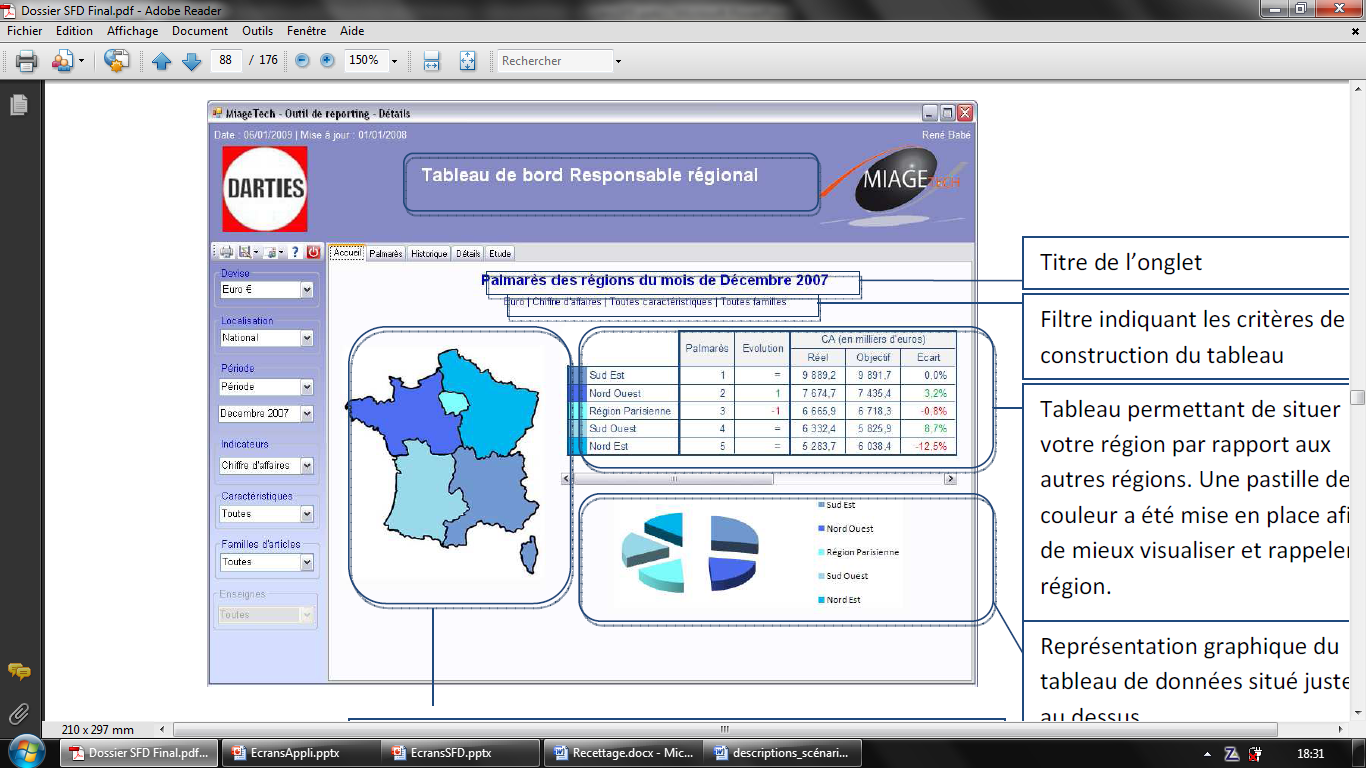 Dossier SFD Final.pdf - Adobe Reader
Fichier Edition Affichage Document Outils Fenêtre Aide
88 / 176 150% Rechercher
MiageTech - Outil de reporting - Détails
Date : 06/01/2009 | Mise à jour : 01/01/2008
René Babé
DARTIES
Tableau de bord Responsable régional
MIAGETECH
Accueil Palmarès Historique Détails Etude
Devise
Euro €
Localisation
National
Période
Période
Decembre 2007
Indicateurs
Chiffre d'affaires
Caractéristiques
Toutes
Familles d'articles
Toutes
Enseignes
Toutes
Palmarès des régions du mois de Décembre 2007
Euro | Chiffre d'affaires | Toutes caractéristiques | Toutes familles
Palmarès Evolution CA (en milliers d'euros)
Réel Objectif Ecart
Sud Est 1 = 9 889,2 9 891,7 0,0%
Nord Ouest 2 1 7 674,7 7 435,4 3,2%
Région Parisienne 3 -1 6 665,9 6 718,3 -0,8%
Sud Ouest 4 = 6 332,4 5 825,9 8,7%
Nord Est 5 = 5 283,7 6 038,4 -12,5%
Sud Est
Nord Ouest
Région Parisienne
Sud Ouest
Nord Est
Titre de l’onglet
Filtre indiquant les critères de
construction du tableau
Tableau permettant de situer
votre région par rapport aux
autres régions. Une pastille de
couleur a été mise en place afi
de mieux visualiser et rappele
région.
Représentation graphique du
tableau de données situé juste
au dessus
210 x 297 mm
Dossier SFD Final.pdf... EcransAppli.pptx EcransSFD.pptx Recettage.docx - Mic... descriptions_scénari... 18:31